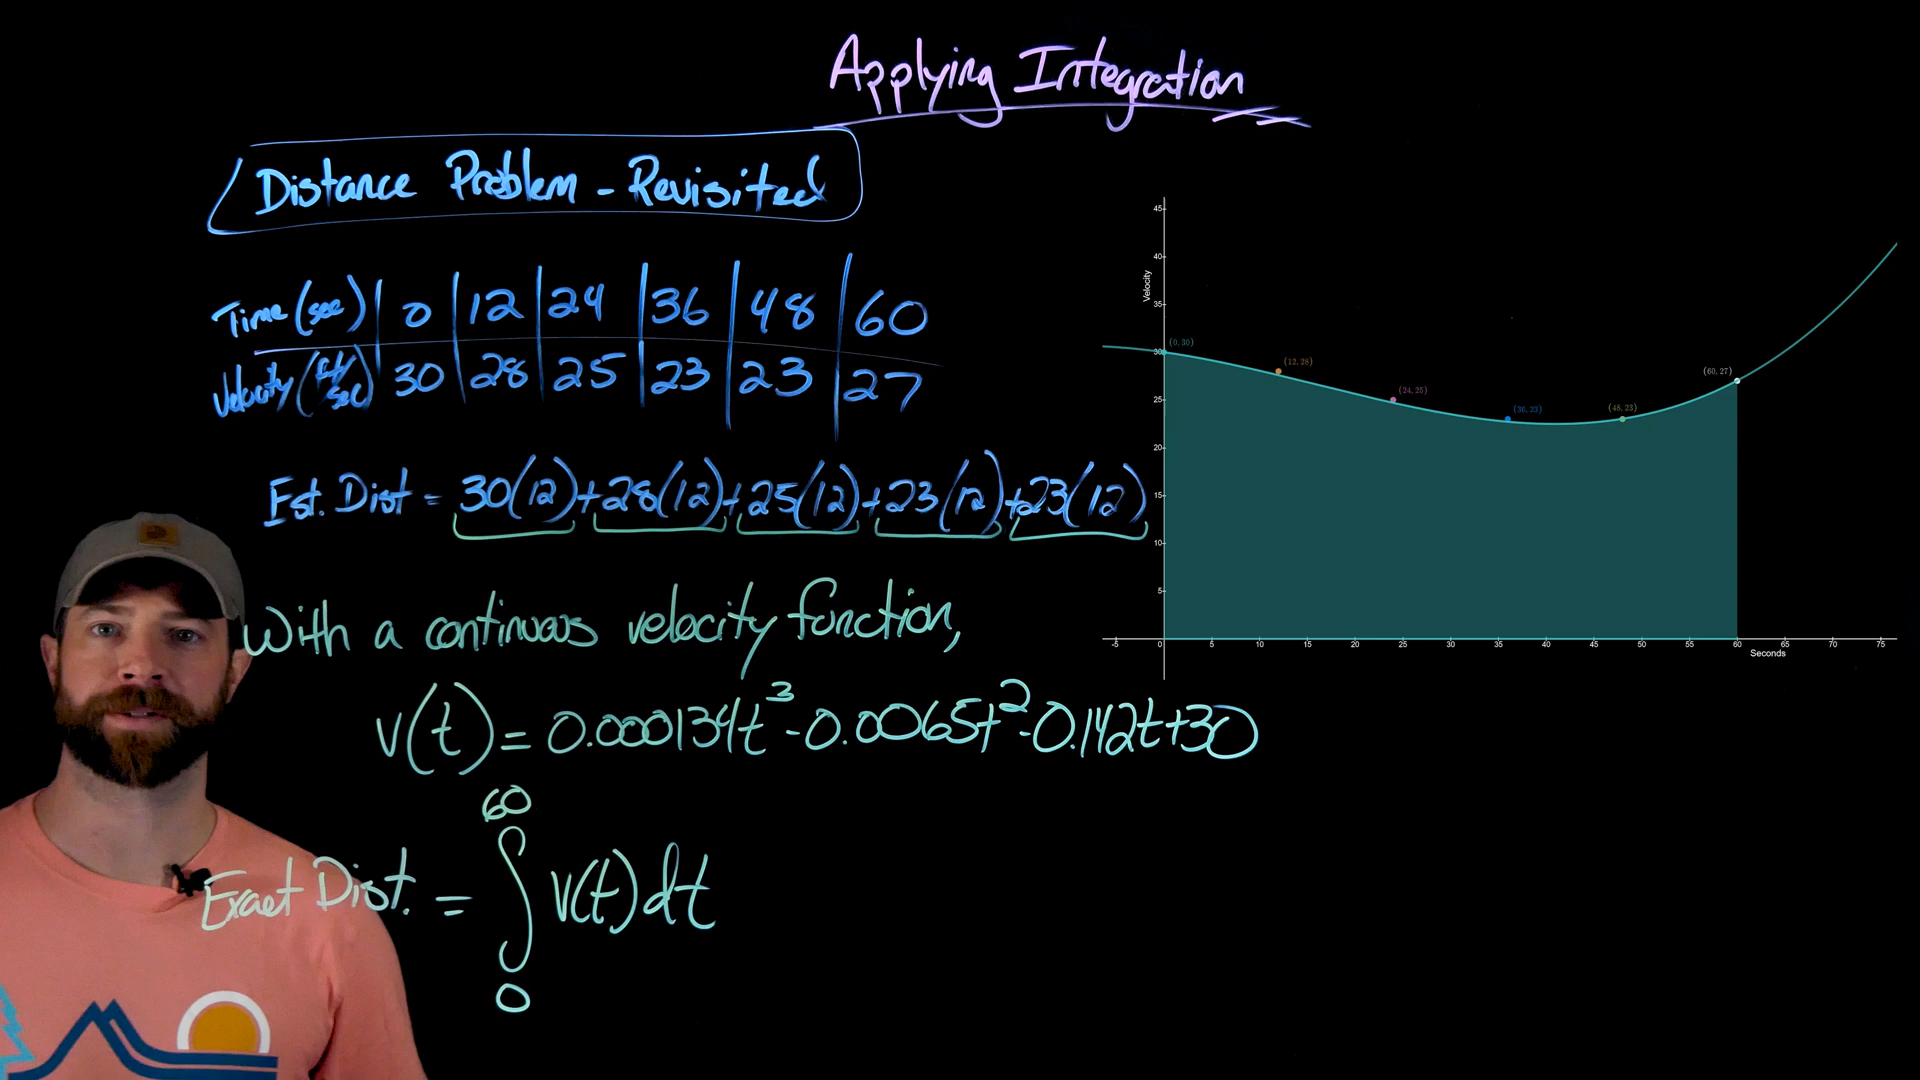 Applying Integration
Distance Problem - Revisited
Time (sec) 0 12 24 36 48 60
Velocity (ft/sec) 30 28 25 23 23 27
Est. Dist = 30(12)+28(12)+25(12)+23(12)+23(12)
With a continuous velocity function,
v(t) = 0.000134t³-0.0065t²-0.142t+30
Exact Dist. = ∫₀⁶⁰ v(t)dt
Velocity
45
40
35
30
25
20
15
10
5
(0,30)
(12,28)
(24,25)
(36,23)
(48,23)
(60,27)
-5 0 5 10 15 20 25 30 35 40 45 50 55 60 65 70 75
Seconds